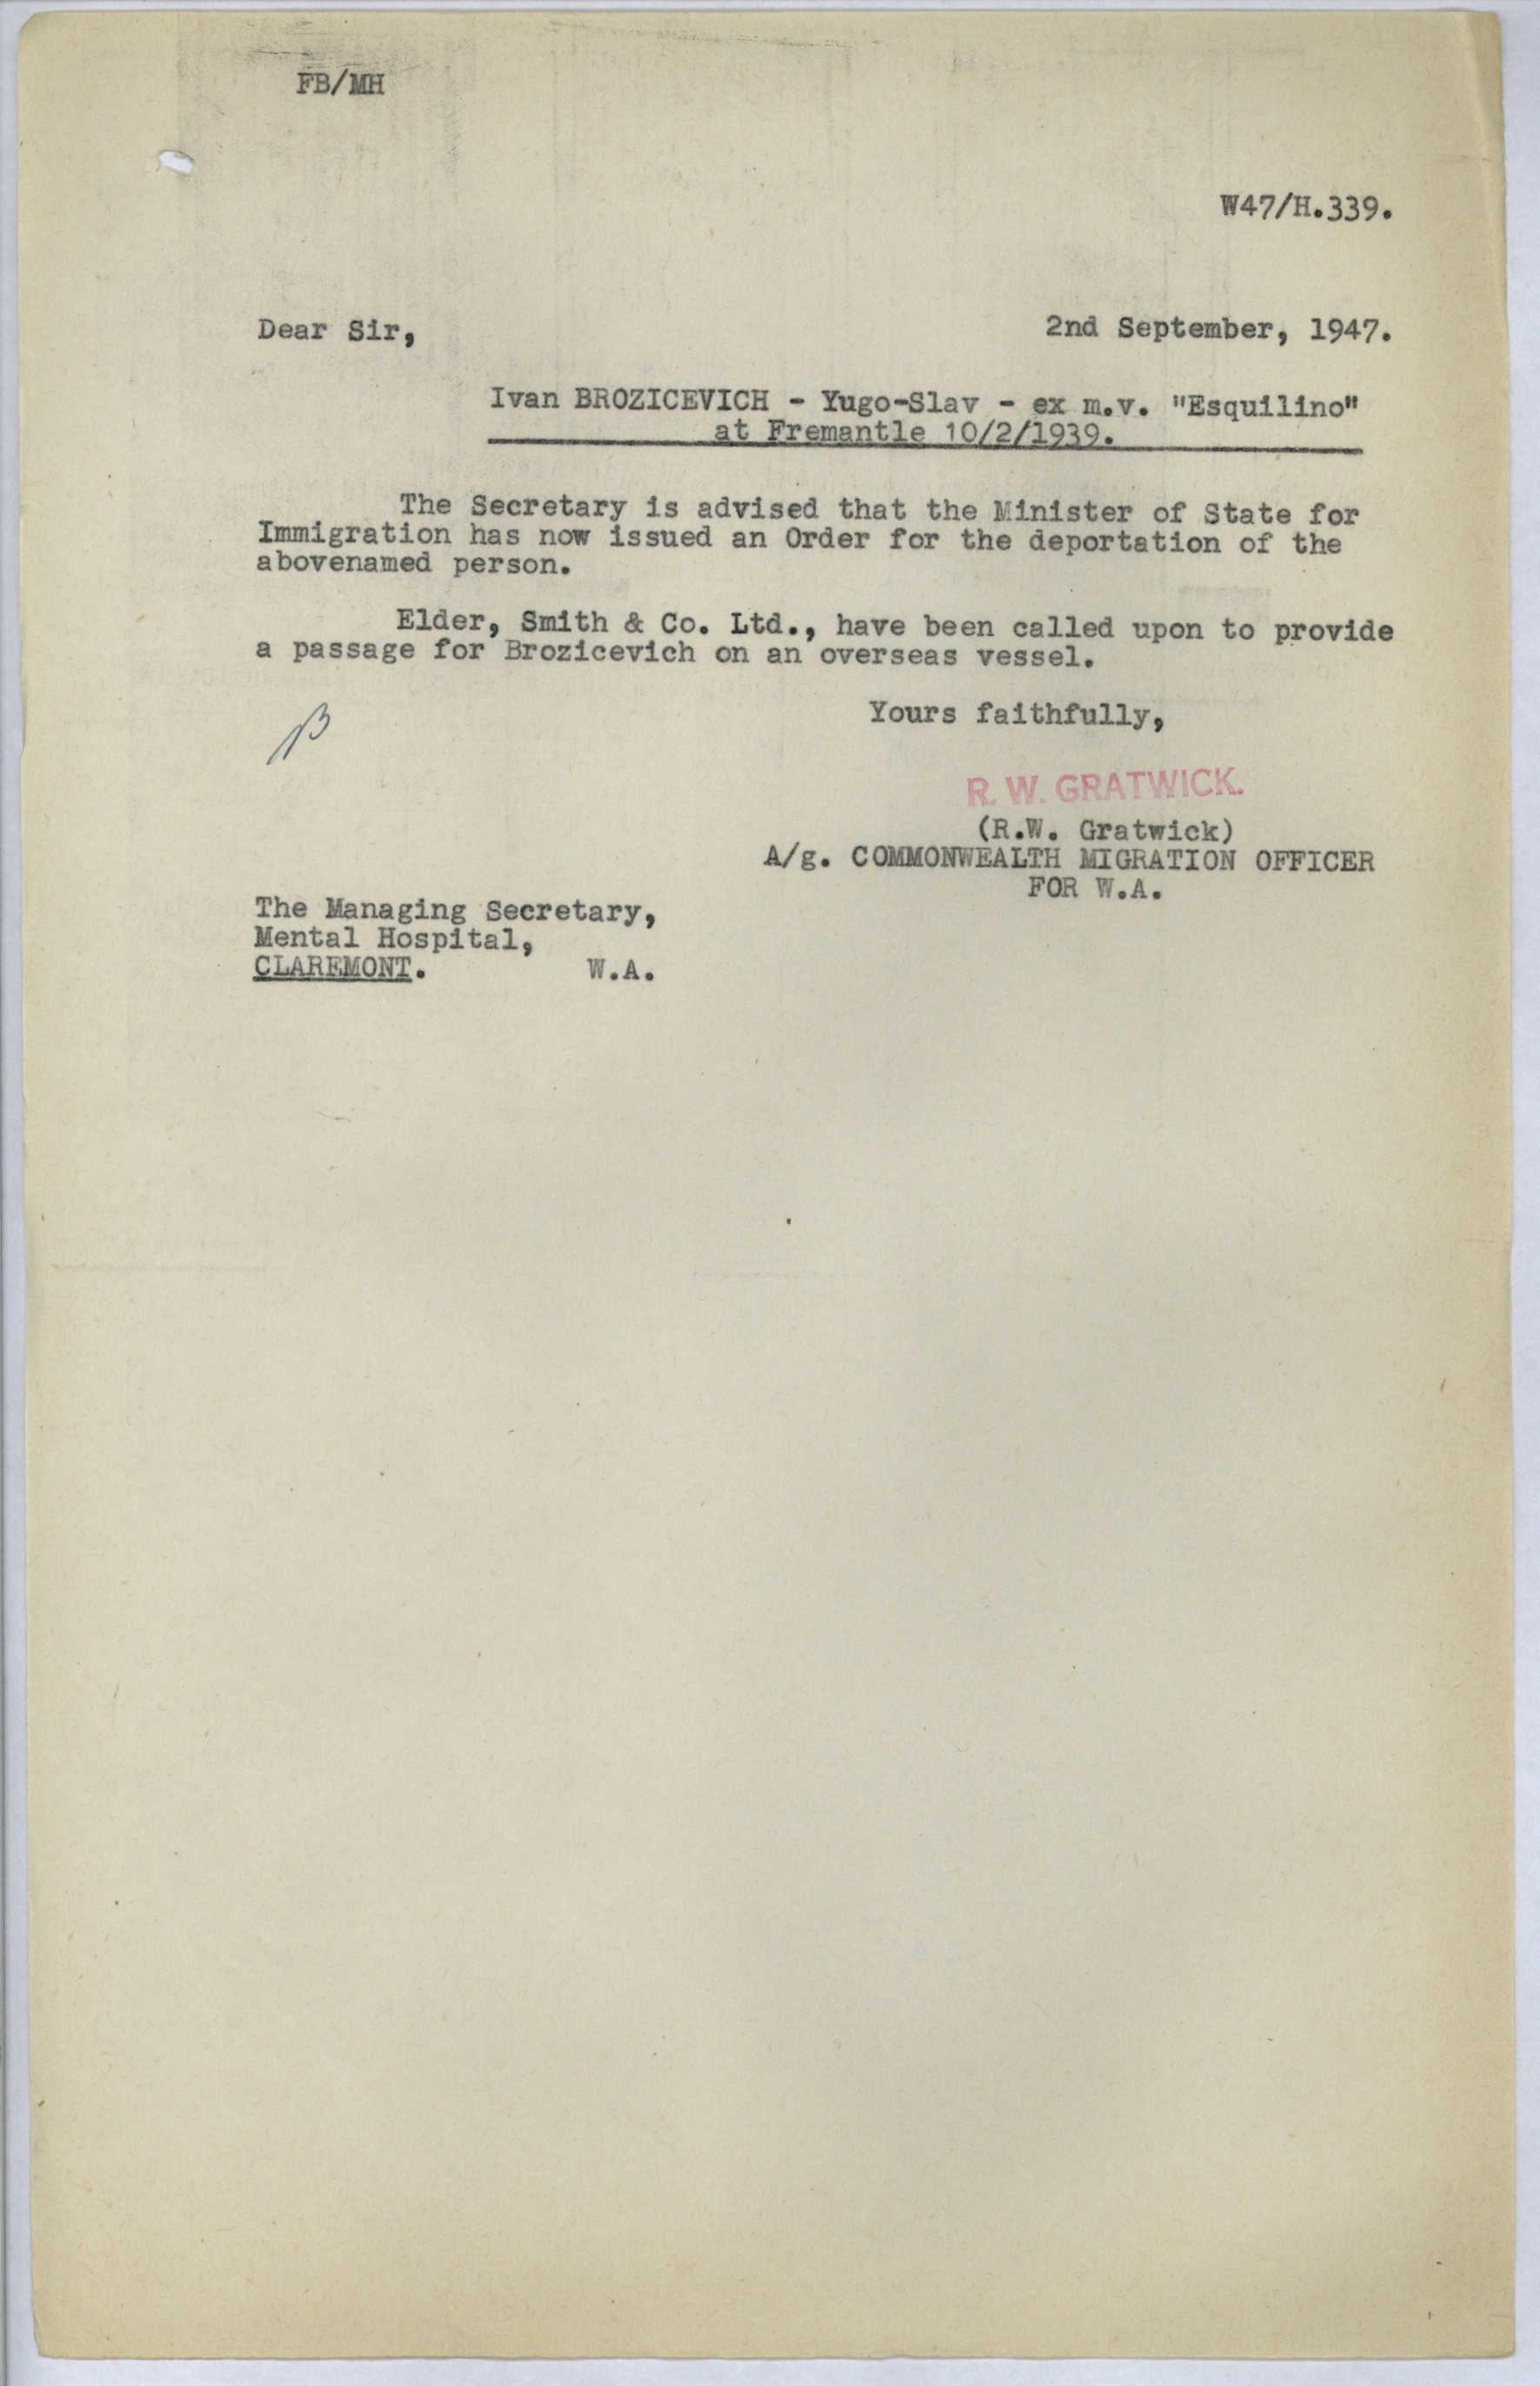 FB/MH
W47/H.339.
Dear Sir, 2nd September, 1947.
Ivan BROZICEVICH - Yugo-Slav - ex m.v. "Esquilino"
at Fremantle 10/2/1939.
The Secretary is advised that the Minister of State for
Immigration has now issued an Order for the deportation of the
abovenamed person.
Elder, Smith & Co. Ltd., have been called upon to provide
a passage for Brozicevich on an overseas vessel.
Yours faithfully,
R. W. GRATWICK.
(R.W. Gratwick)
A/g. COMMONWEALTH MIGRATION OFFICER
FOR W.A.
The Managing Secretary,
Mental Hospital,
CLAREMONT. W.A.